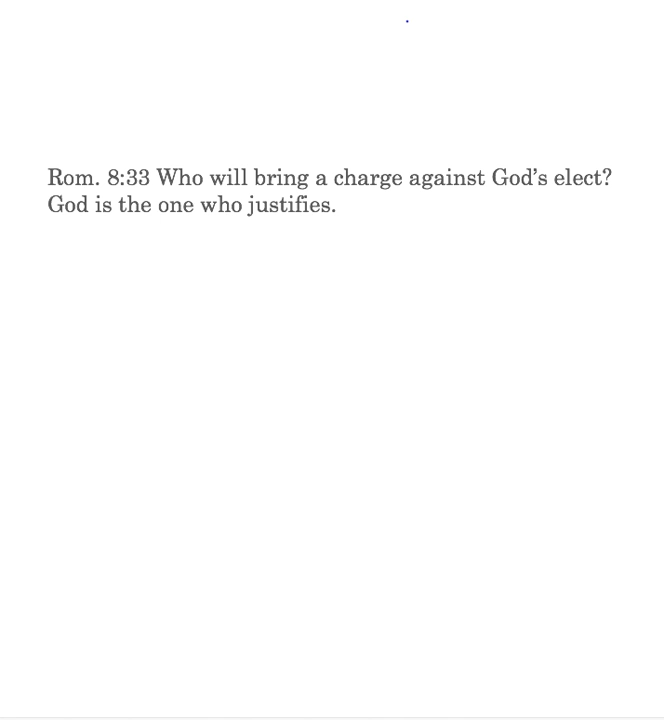 Rom. 8:33 Who will bring a charge against God’s elect?
God is the one who justifies.